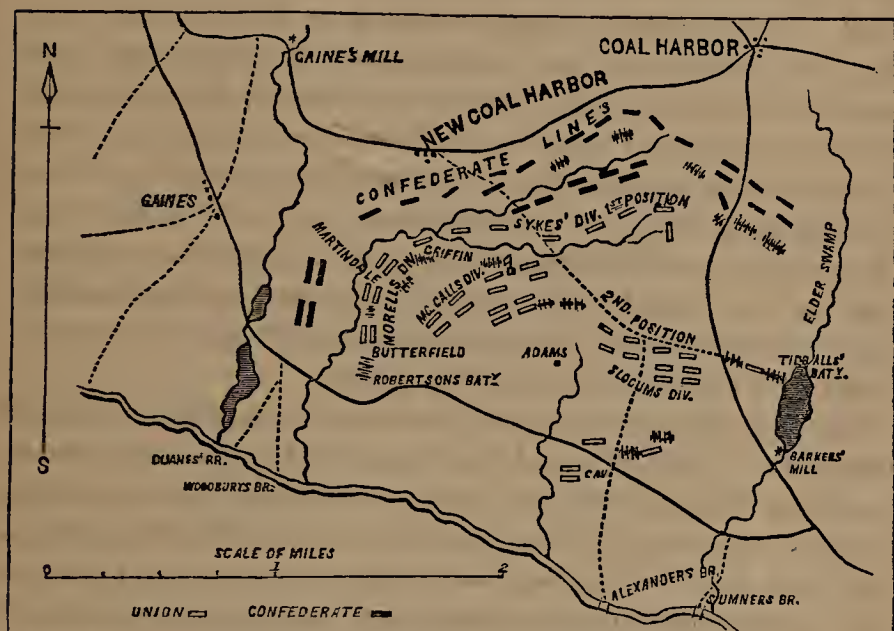 N
GAINE'S MILL
COAL HARBOR
NEW COAL HARBOR
CONFEDERATE LINES
GAINES
SYKES' DIV. 1ST POSITION
MARTINDALE
GRIFFIN
MORELLS DIV
MC. CALLS DIV.
ELDER SWAMP
2ND. POSITION
BUTTERFIELD
ADAMS
TIDBALLS'
BATY.
ROBERTSONS BATY
SLOCUMS DIV.
S
DUANES' BR.
BARKERS'
MILL
WOODBURYS BR.
CAV
SCALE OF MILES
0 1 2
ALEXANDERS BR.
SUMNERS BR.
UNION CONFEDERATE